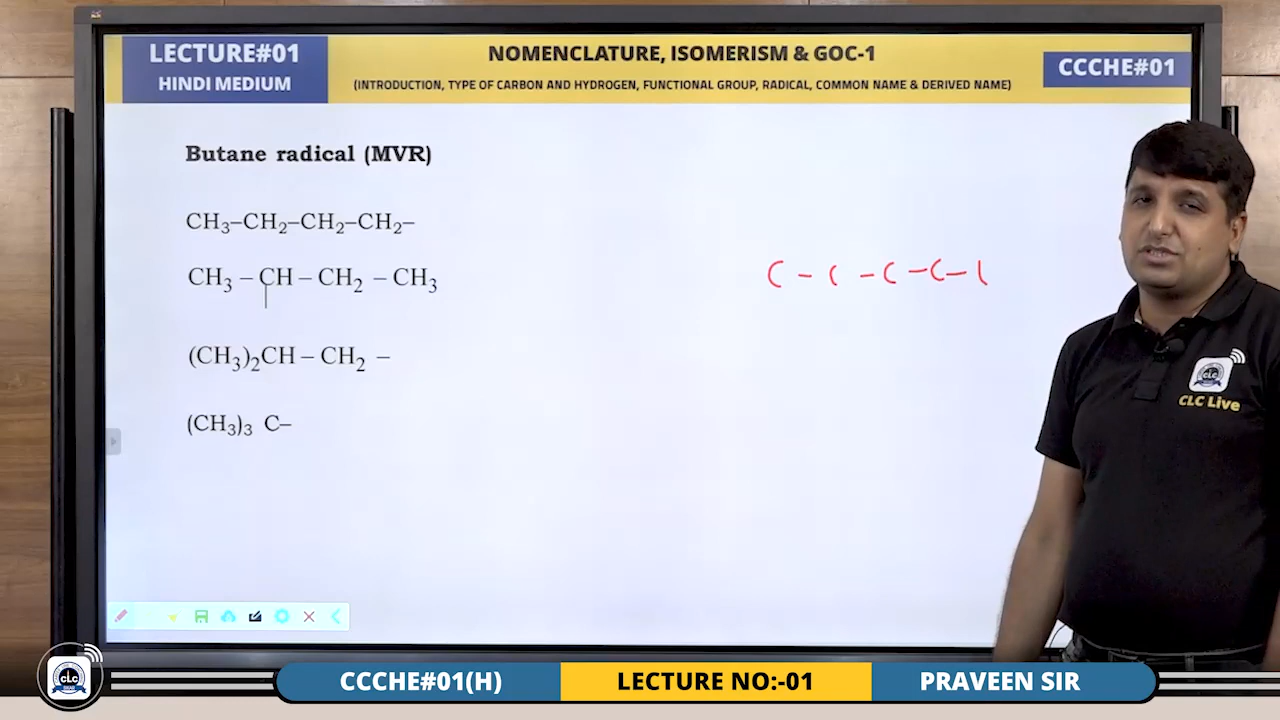 LECTURE#01
HINDI MEDIUM
NOMENCLATURE, ISOMERISM & GOC-1
(INTRODUCTION, TYPE OF CARBON AND HYDROGEN, FUNCTIONAL GROUP, RADICAL, COMMON NAME & DERIVED NAME)
CCCHE#01
Butane radical (MVR)
CH₃–CH₂–CH₂–CH₂–
CH₃ – CH – CH₂ – CH₃
|
C - C - C - C - C
(CH₃)₂CH – CH₂ –
(CH₃)₃ C–
CLC
CLC Live
CLC
CCCHE#01(H)
LECTURE NO:-01
PRAVEEN SIR